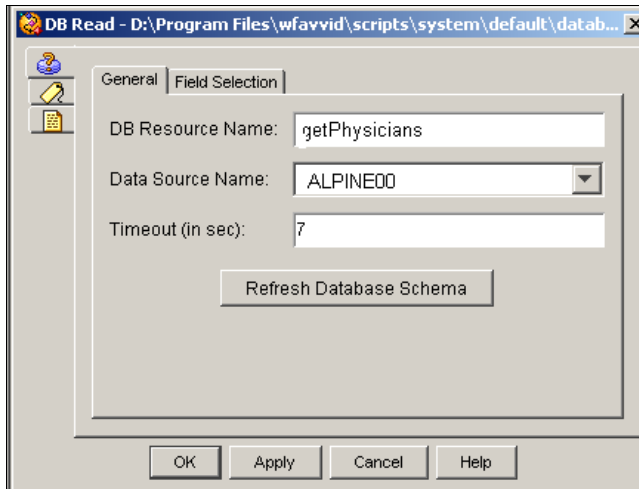 DB Read - D:\Program Files\wfavvid\scripts\system\default\datab...
General Field Selection
DB Resource Name: getPhysicians
Data Source Name: ALPINE00
Timeout (in sec): 7
Refresh Database Schema
OK Apply Cancel Help